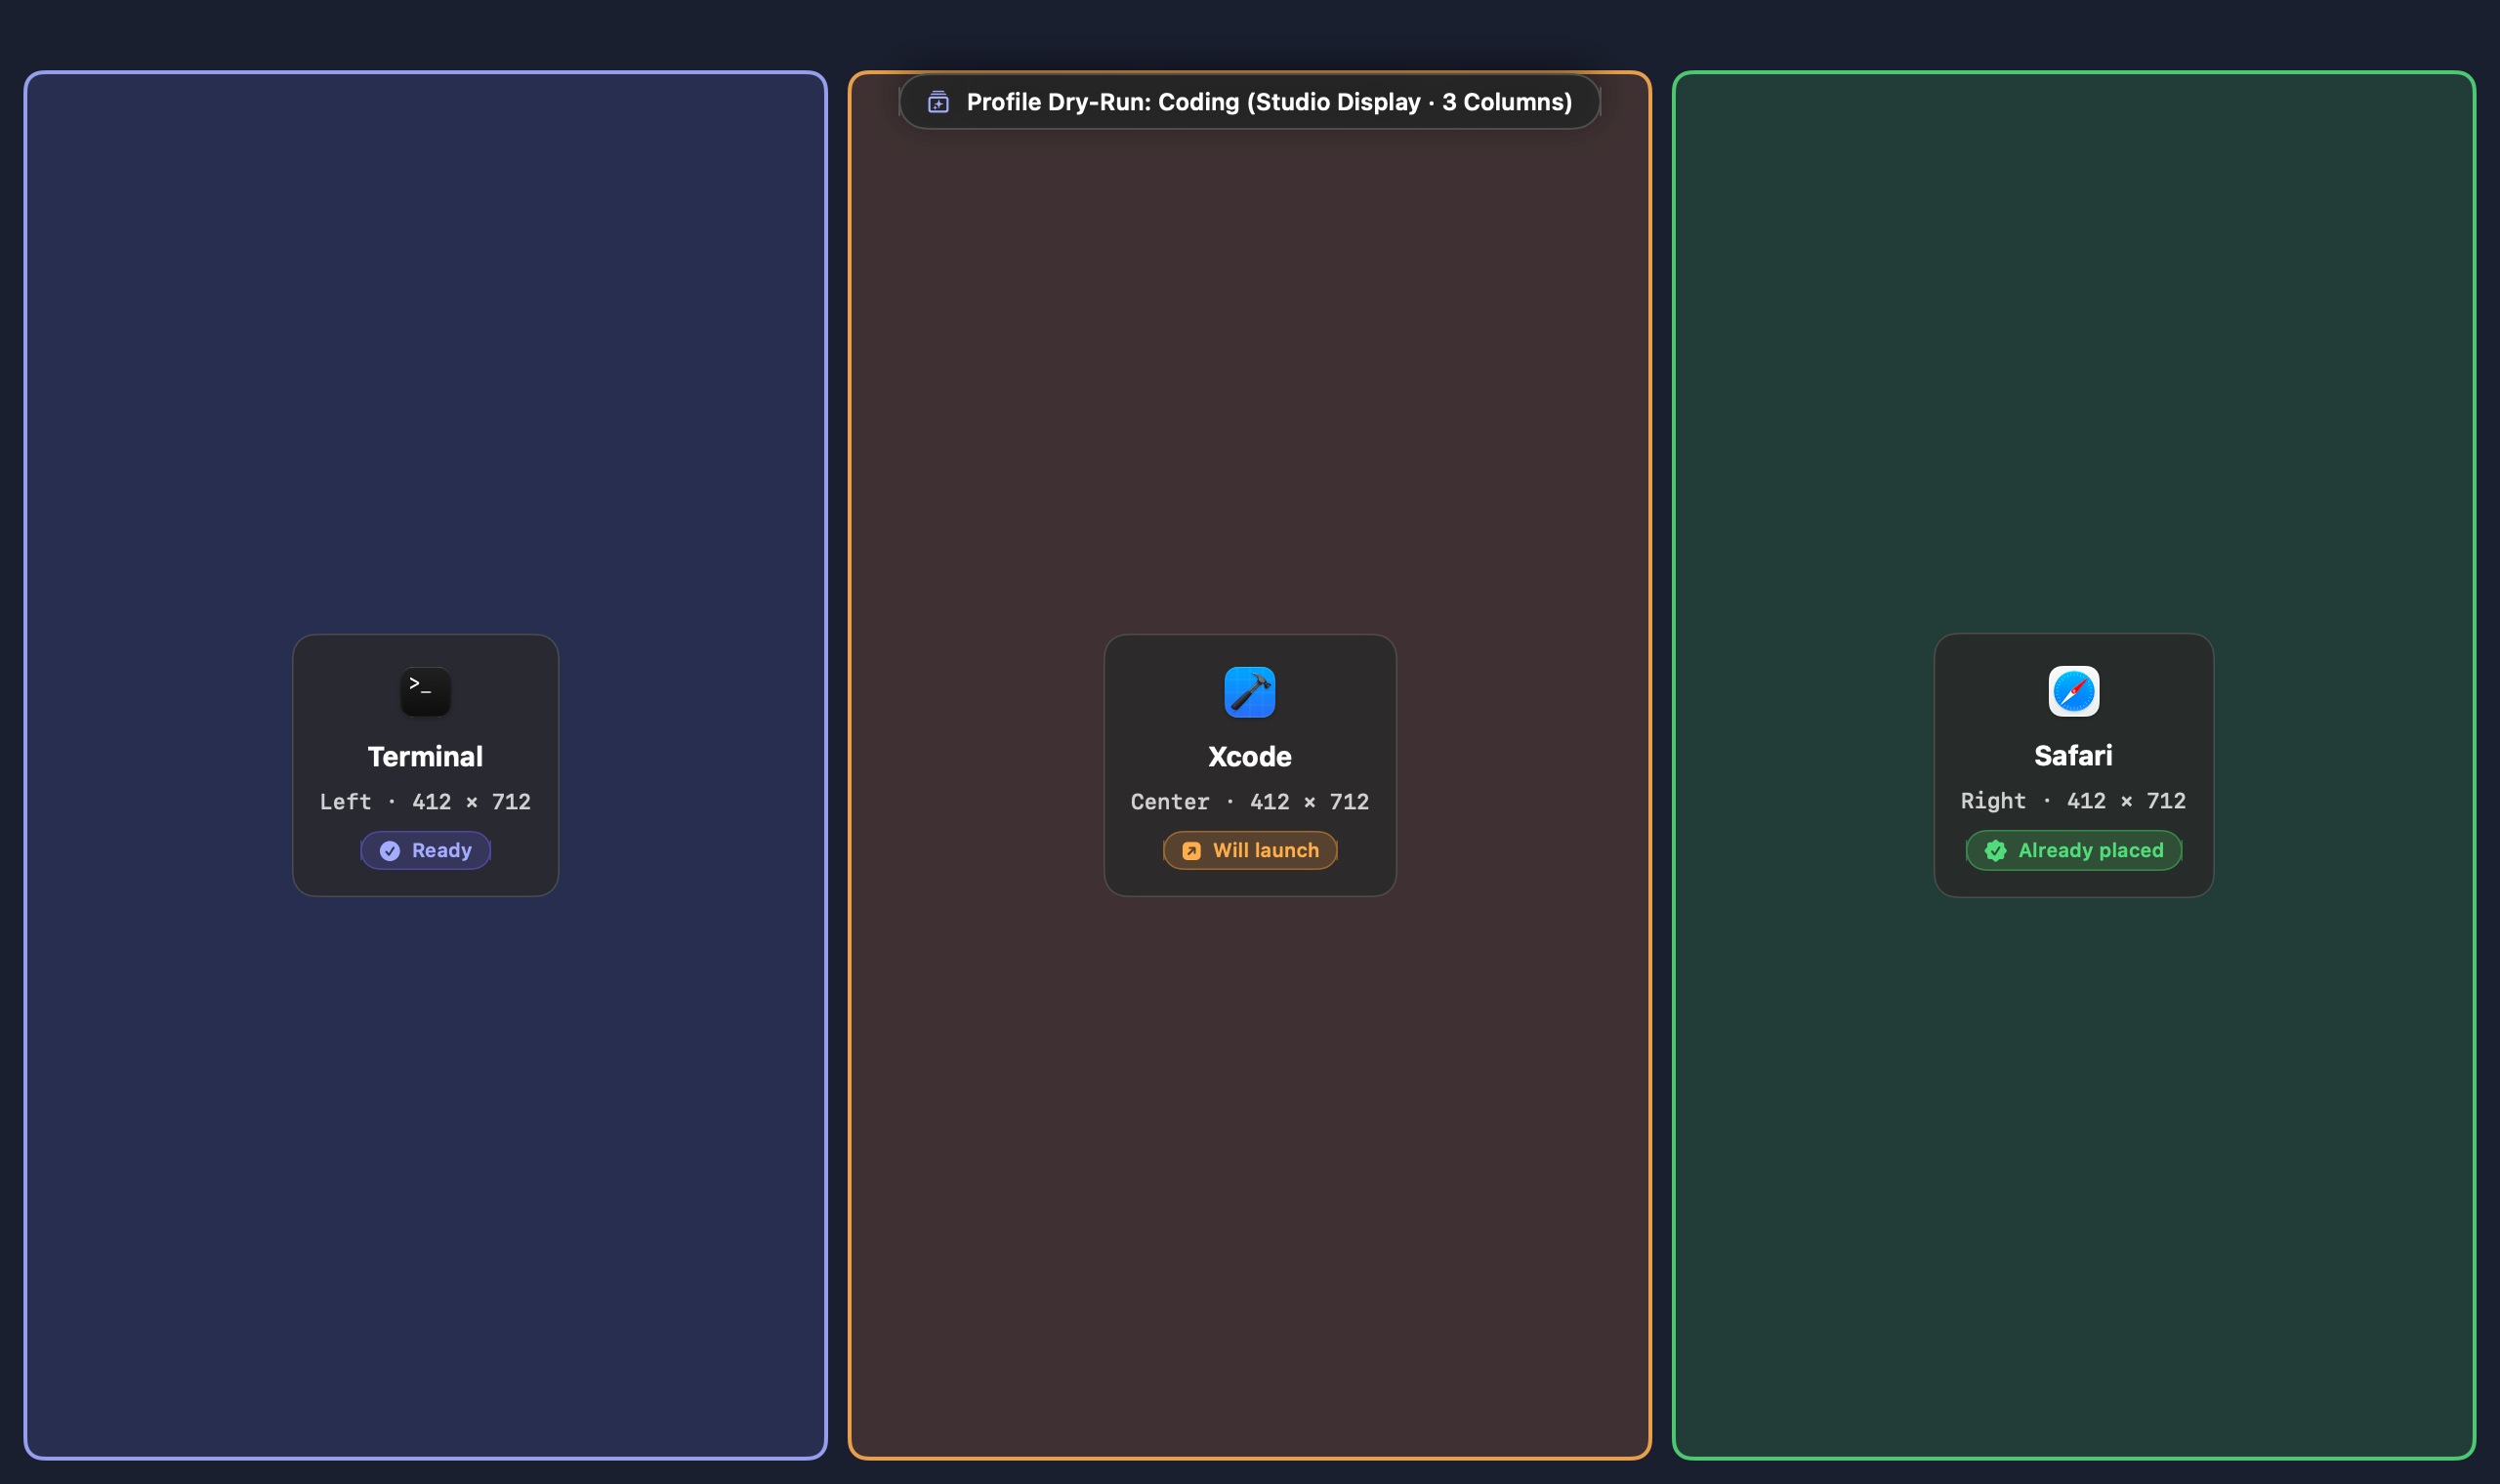 Profile Dry-Run: Coding (Studio Display · 3 Columns)
>_
Terminal
Left · 412 × 712
Ready
Xcode
Center · 412 × 712
Will launch
Safari
Right · 412 × 712
Already placed